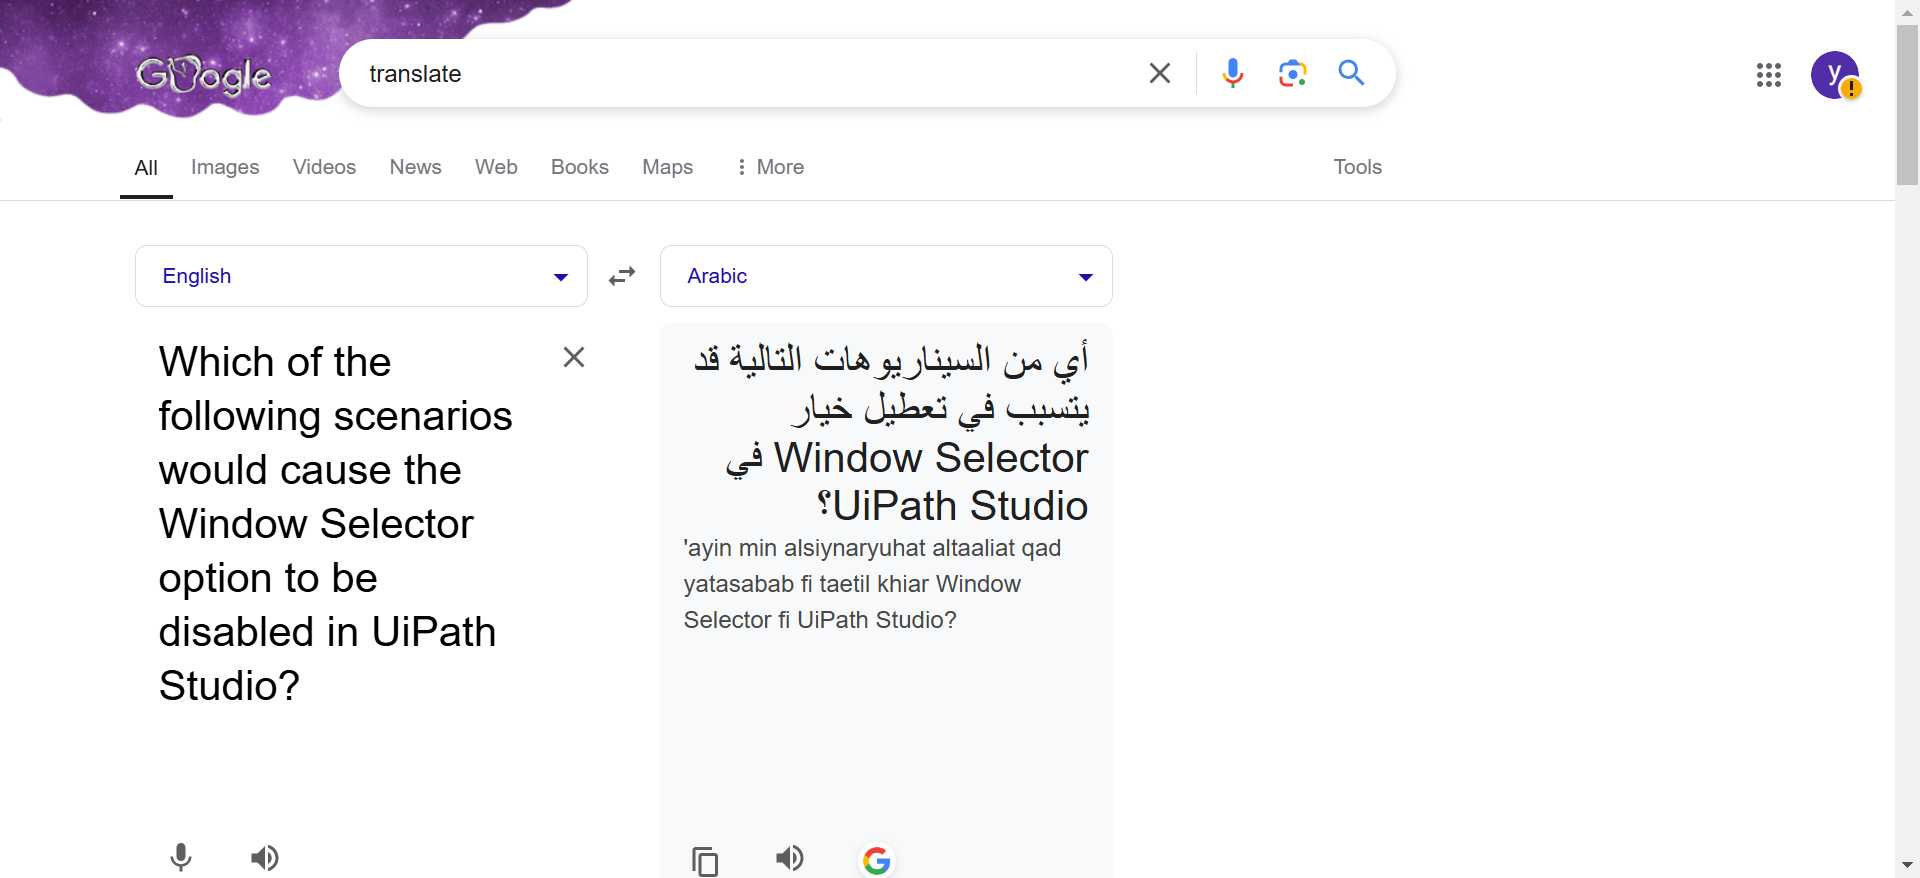 Google
translate
y
!
All
Images
Videos
News
Web
Books
Maps
More
Tools
English
Arabic
Which of the
following scenarios
would cause the
Window Selector
option to be
disabled in UiPath
Studio?
أي من السيناريوهات التالية قد
يتسبب في تعطيل خيار
Window Selector في
UiPath Studio؟
'ayin min alsiynaryuhat altaaliat qad
yatasabab fi taetil khiar Window
Selector fi UiPath Studio?
G